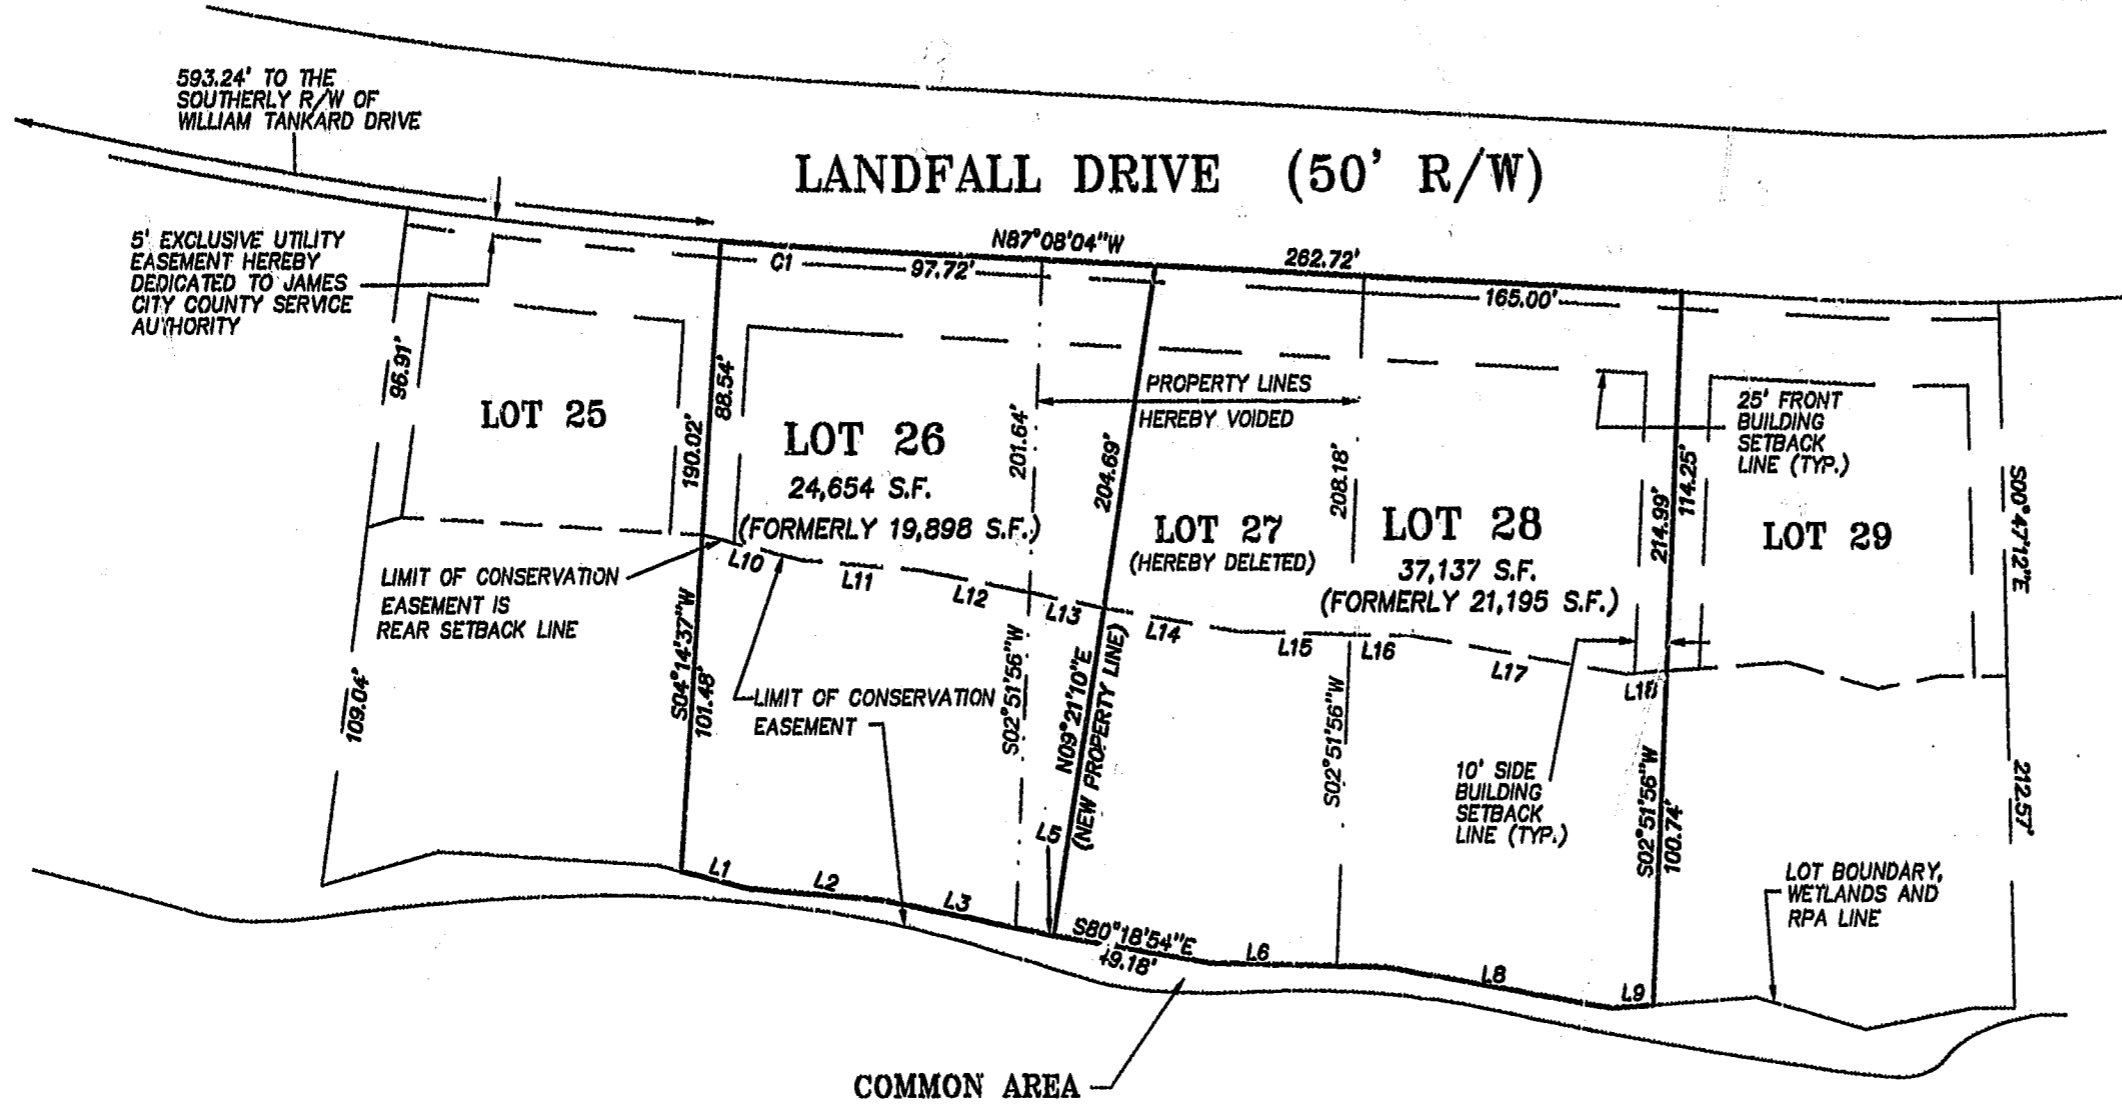 593.24' TO THE
SOUTHERLY R/W OF
WILLIAM TANKARD DRIVE
LANDFALL DRIVE (50' R/W)
5' EXCLUSIVE UTILITY
EASEMENT HEREBY
DEDICATED TO JAMES
CITY COUNTY SERVICE
AUTHORITY
N87°08'04"W
262.72'
C1
97.72'
165.00'
96.91'
LOT 25
190.02'
88.54'
LOT 26
24,654 S.F.
(FORMERLY 19,898 S.F.)
201.64'
PROPERTY LINES
HEREBY VOIDED
204.69'
LOT 27
(HEREBY DELETED)
208.18'
LOT 28
37,137 S.F.
(FORMERLY 21,195 S.F.)
214.99'
114.25'
25' FRONT
BUILDING
SETBACK
LINE (TYP.)
LOT 29
S00°47'12"E
212.57'
LIMIT OF CONSERVATION
EASEMENT IS
REAR SETBACK LINE
L10
L11
L12
L13
L14
L15
L16
L17
L18
109.04'
S04°14'37"W
101.48'
LIMIT OF CONSERVATION
EASEMENT
S02°51'56"W
N09°21'10"E
(NEW PROPERTY LINE)
S02°51'56"W
10' SIDE
BUILDING
SETBACK
LINE (TYP.)
S02°51'56"W
100.74'
LOT BOUNDARY,
WETLANDS AND
RPA LINE
L1
L2
L3
L5
S80°18'54"E
49.18'
L6
L8
L9
COMMON AREA